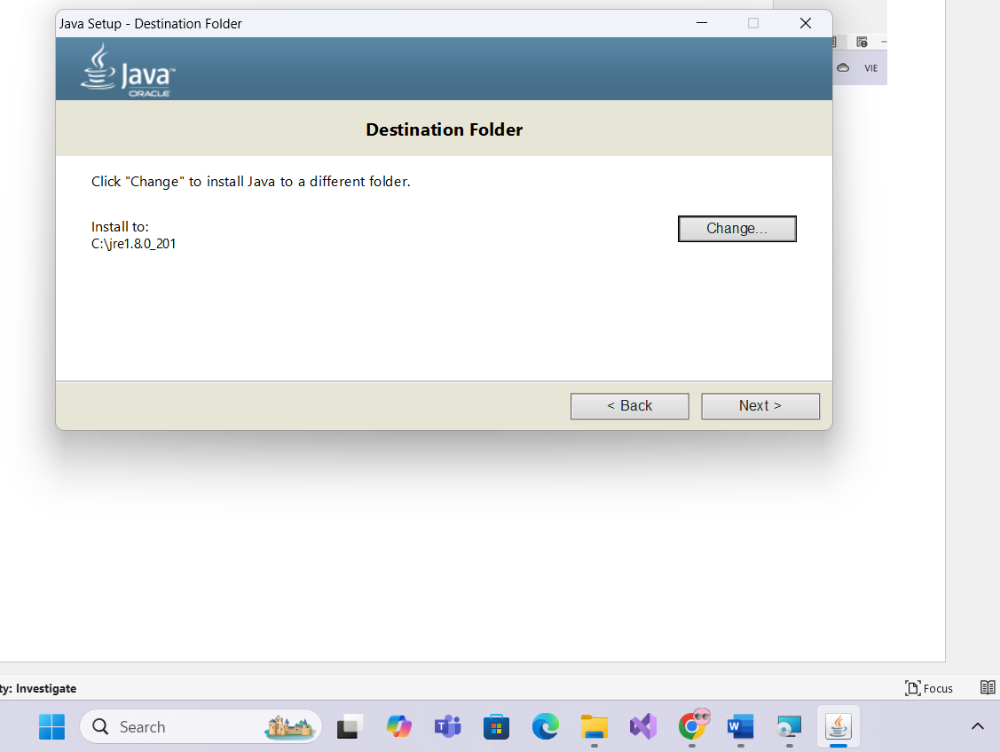 Java Setup - Destination Folder
Java™
ORACLE
VIE
Destination Folder
Click "Change" to install Java to a different folder.
Install to:
C:\jre1.8.0_201
Change...
< Back
Next >
ty: Investigate
Focus
Search